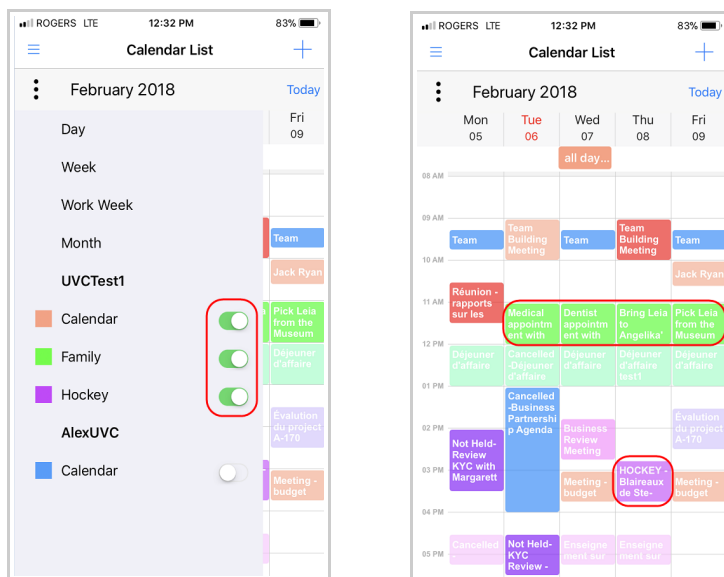 ROGERS LTE 12:32 PM 83%
Calendar List
February 2018 Today
Day
Week
Work Week
Month
UVCTest1
Calendar
Family
Hockey
AlexUVC
Calendar
Fri
09
Team
Jack Ryan
Pick Leia
from the
Museum
Déjeuner
d'affaire
Évalution
du project
A-170
Meeting -
budget
ROGERS LTE 12:32 PM 83%
Calendar List
February 2018 Today
Mon Tue Wed Thu Fri
05 06 07 08 09
all day...
08 AM
09 AM
Team
Team
Building
Meeting
Team
Team
Building
Meeting
Team
10 AM
Jack Ryan
Réunion -
rapports
sur les
11 AM
Medical
appointm
ent with
Dentist
appointm
ent with
Bring Leia
to
Angelika'
Pick Leia
from the
Museum
12 PM
Déjeuner
d'affaire
Cancelled
-Déjeuner
d'affaire
Déjeuner
d'affaire
Déjeuner
d'affaire
test1
Déjeuner
d'affaire
01 PM
Cancelled
-Business
Partnershi
p Agenda
02 PM
Not Held-
Review
KYC with
Margarett
Business
Review
Meeting
Évalution
du project
A-170
03 PM
Meeting -
budget
HOCKEY -
Blaireaux
de Ste-
Meeting -
budget
04 PM
05 PM
Cancelled
-
Not Held-
KYC
Review -
Enseigne
ment sur
Enseigne
ment sur